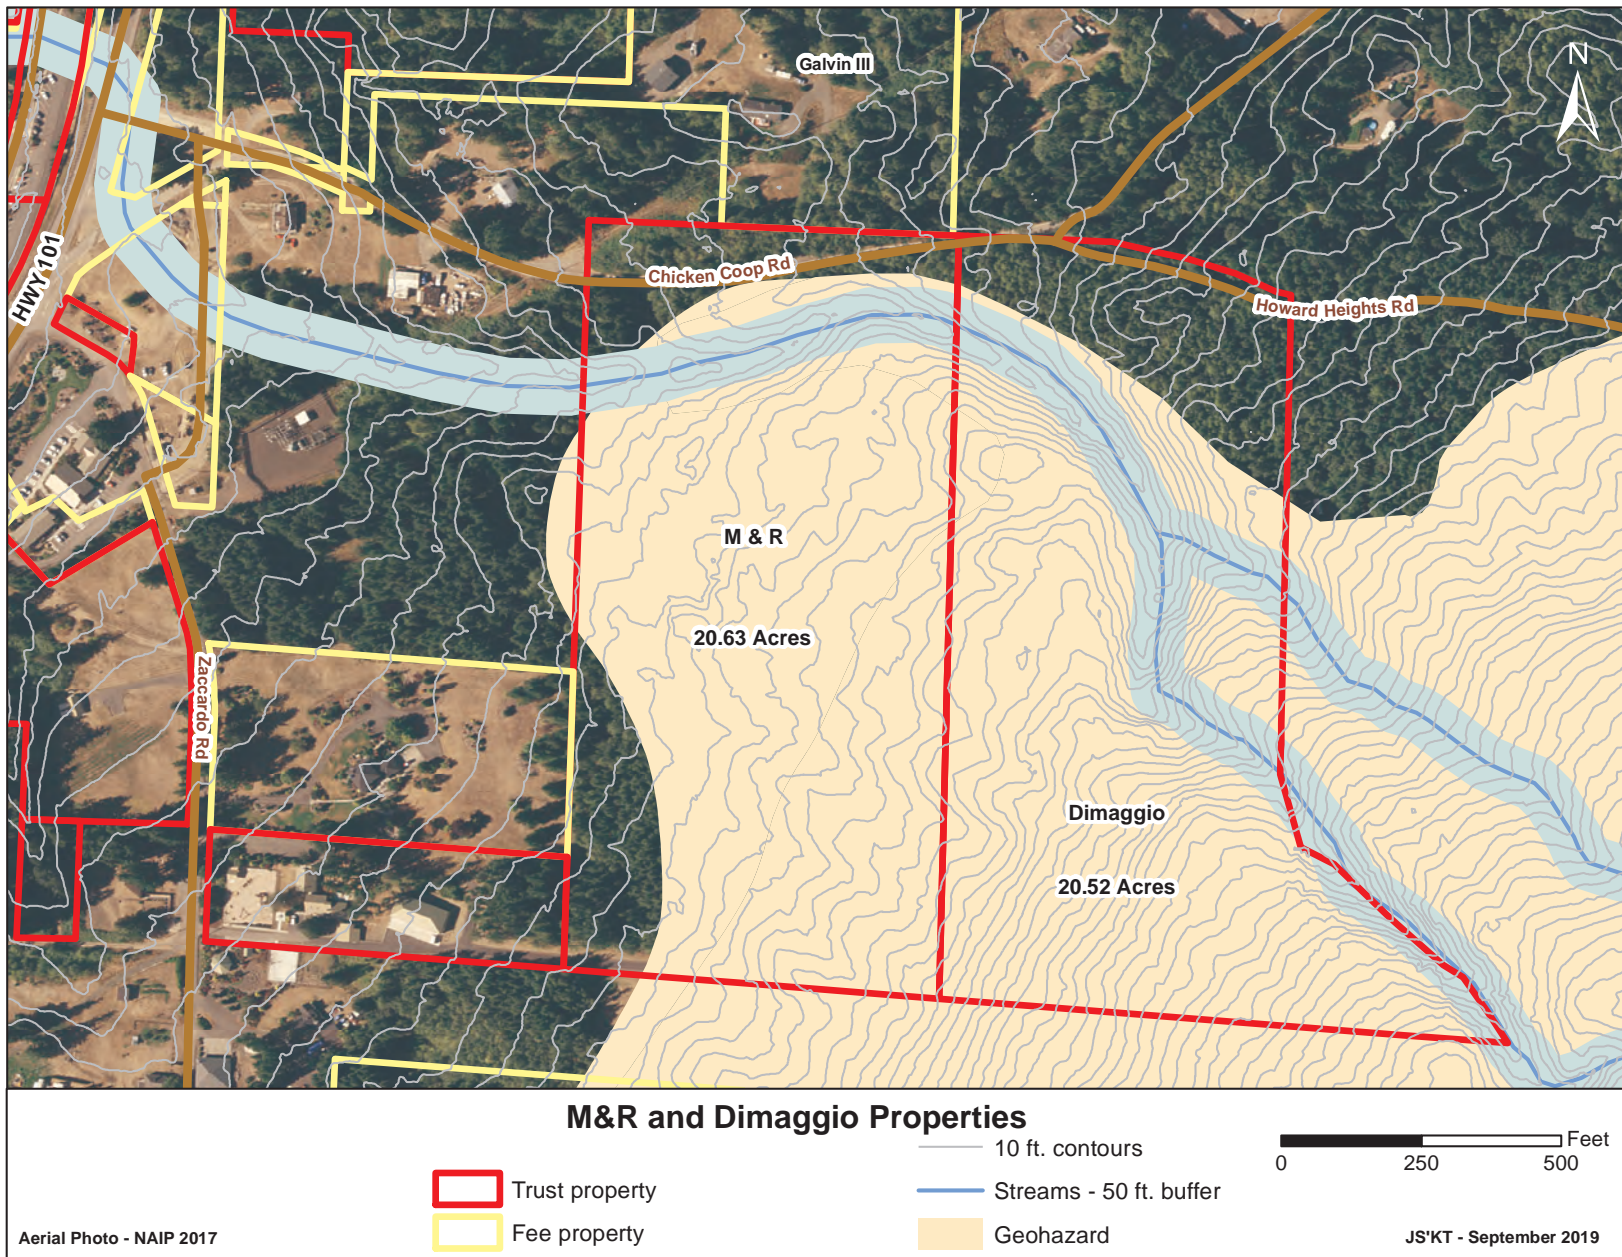 Galvin III
N
HWY 101
Chicken Coop Rd
Howard Heights Rd
M & R
20.63 Acres
Zaccardo Rd
Dimaggio
20.52 Acres
M&R and Dimaggio Properties
10 ft. contours
Feet
0 250 500
Trust property
Streams - 50 ft. buffer
Fee property
Geohazard
Aerial Photo - NAIP 2017
JS'KT - September 2019